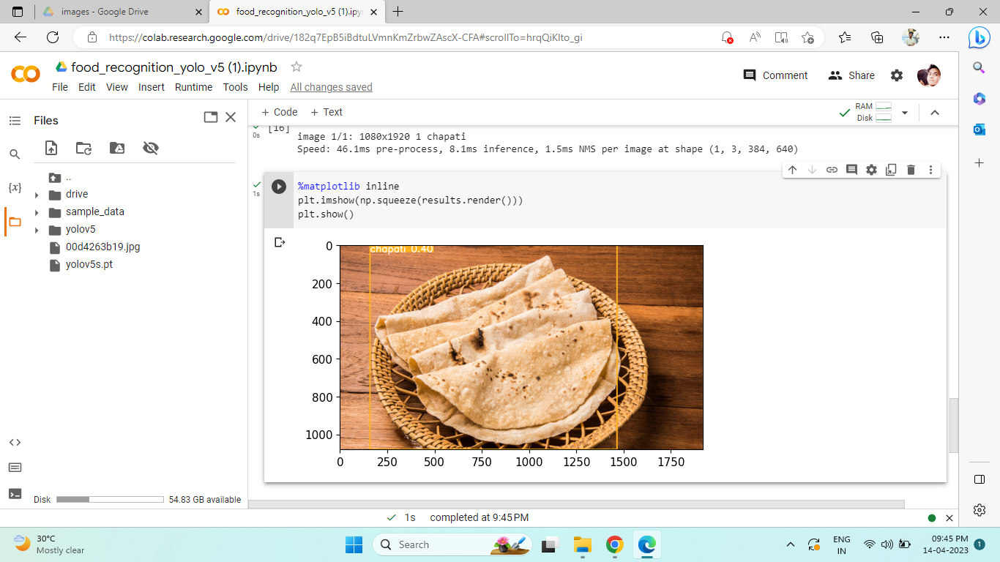 images - Google Drive
food_recognition_yolo_v5 (1).ipyn
https://colab.research.google.com/drive/182q7EpB5iBdtuLVmnKmZrbwZAscX-CFA#scrollTo=hrqQiKlto_gi
food_recognition_yolo_v5 (1).ipynb
File Edit View Insert Runtime Tools Help All changes saved
Comment Share
Files
+ Code + Text
RAM
Disk
..
drive
sample_data
yolov5
00d4263b19.jpg
yolov5s.pt
{x}
Disk 54.83 GB available
[16]
0s
image 1/1: 1080x1920 1 chapati
Speed: 46.1ms pre-process, 8.1ms inference, 1.5ms NMS per image at shape (1, 3, 384, 640)
1s
%matplotlib inline
plt.imshow(np.squeeze(results.render()))
plt.show()
chapati 0.40
0
200
400
600
800
1000
0 250 500 750 1000 1250 1500 1750
1s completed at 9:45 PM
30°C
Mostly clear
Search
ENG
IN
09:45 PM
14-04-2023
1